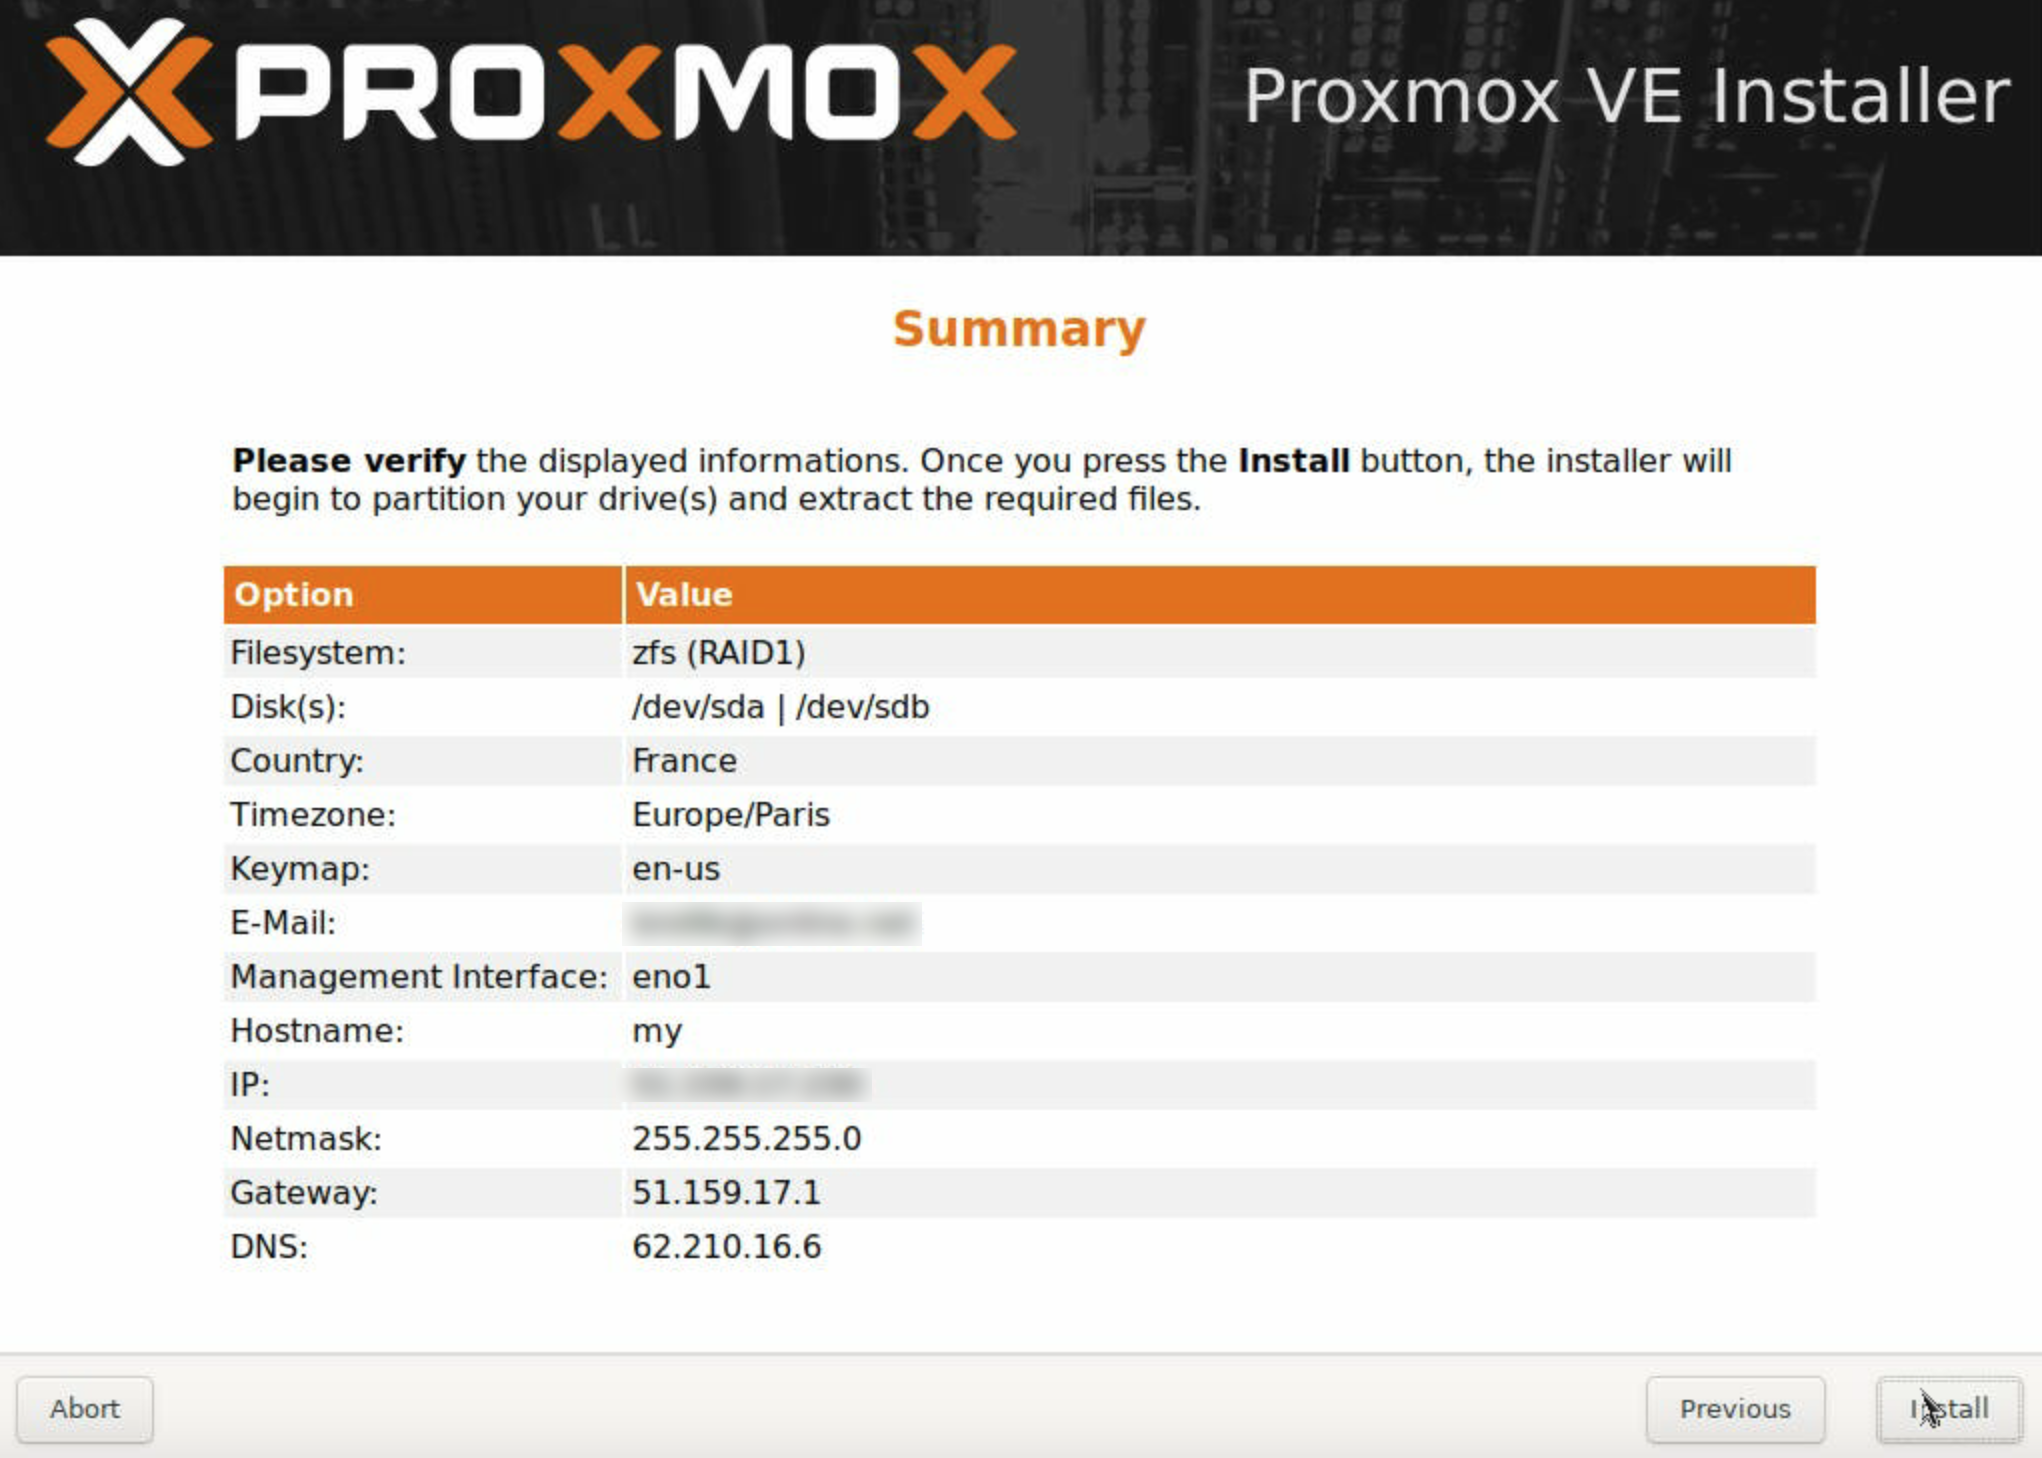 PROXMOX
Proxmox VE Installer
Summary
Please verify the displayed informations. Once you press the Install button, the installer will
begin to partition your drive(s) and extract the required files.
Option Value
Filesystem: zfs (RAID1)
Disk(s): /dev/sda | /dev/sdb
Country: France
Timezone: Europe/Paris
Keymap: en-us
E-Mail:
Management Interface: eno1
Hostname: my
IP:
Netmask: 255.255.255.0
Gateway: 51.159.17.1
DNS: 62.210.16.6
Abort Previous Install